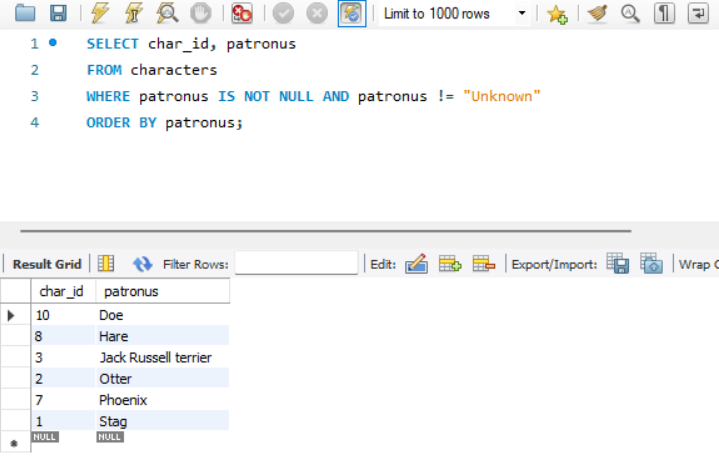 Limit to 1000 rows
1 SELECT char_id, patronus
2 FROM characters
3 WHERE patronus IS NOT NULL AND patronus != "Unknown"
4 ORDER BY patronus;
Result Grid Filter Rows: Edit: Export/Import: Wrap C
char_id patronus
10 Doe
8 Hare
3 Jack Russell terrier
2 Otter
7 Phoenix
1 Stag
NULL NULL